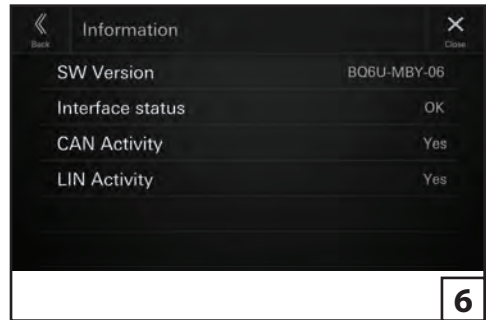 Back
Information
Close
SW Version BQ6U-MBY-06
Interface status OK
CAN Activity Yes
LIN Activity Yes
6